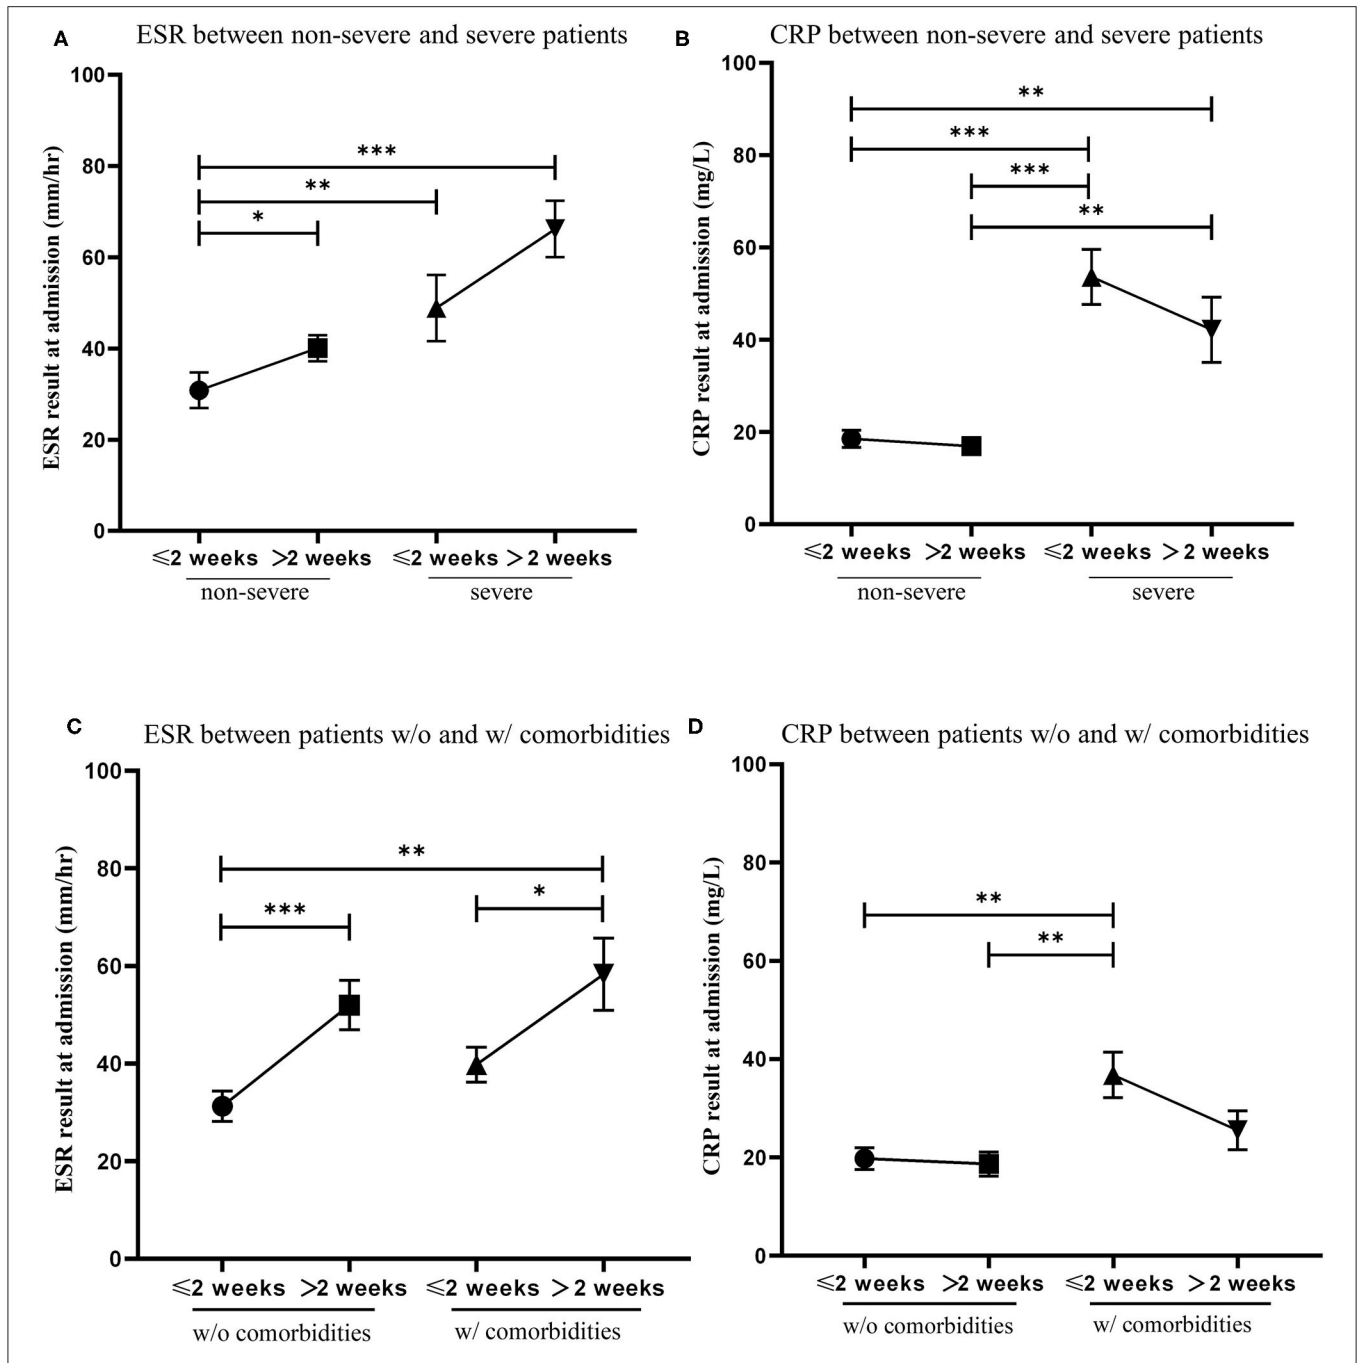 A ESR between non-severe and severe patients
ESR result at admission (mm/hr)
100
80
60
40
20
0
***
**
*
≤2 weeks >2 weeks ≤2 weeks >2 weeks
non-severe severe
B CRP between non-severe and severe patients
CRP result at admission (mg/L)
100
80
60
40
20
0
**
***
***
**
≤2 weeks >2 weeks ≤2 weeks >2 weeks
non-severe severe
C ESR between patients w/o and w/ comorbidities
ESR result at admission (mm/hr)
100
80
60
40
20
0
**
*
***
≤2 weeks >2 weeks ≤2 weeks >2 weeks
w/o comorbidities w/ comorbidities
D CRP between patients w/o and w/ comorbidities
CRP result at admission (mg/L)
100
80
60
40
20
0
**
**
≤2 weeks >2 weeks ≤2 weeks >2 weeks
w/o comorbidities w/ comorbidities